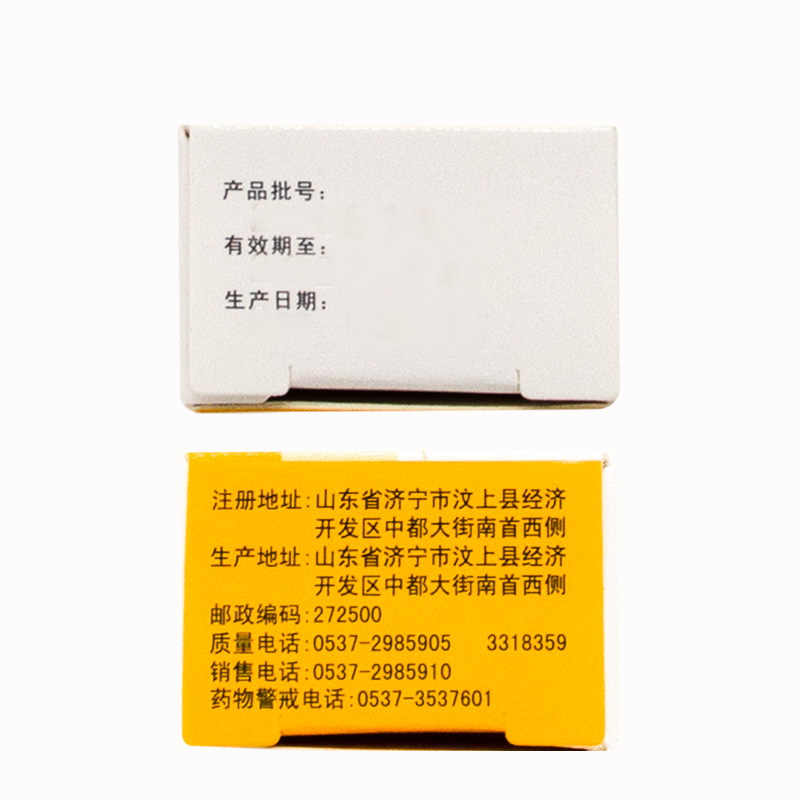 产品批号：
有效期至：
生产日期：
注册地址:山东省济宁市汶上县经济
开发区中都大街南首西侧
生产地址:山东省济宁市汶上县经济
开发区中都大街南首西侧
邮政编码:272500
质量电话:0537-2985905 3318359
销售电话:0537-2985910
药物警戒电话:0537-3537601